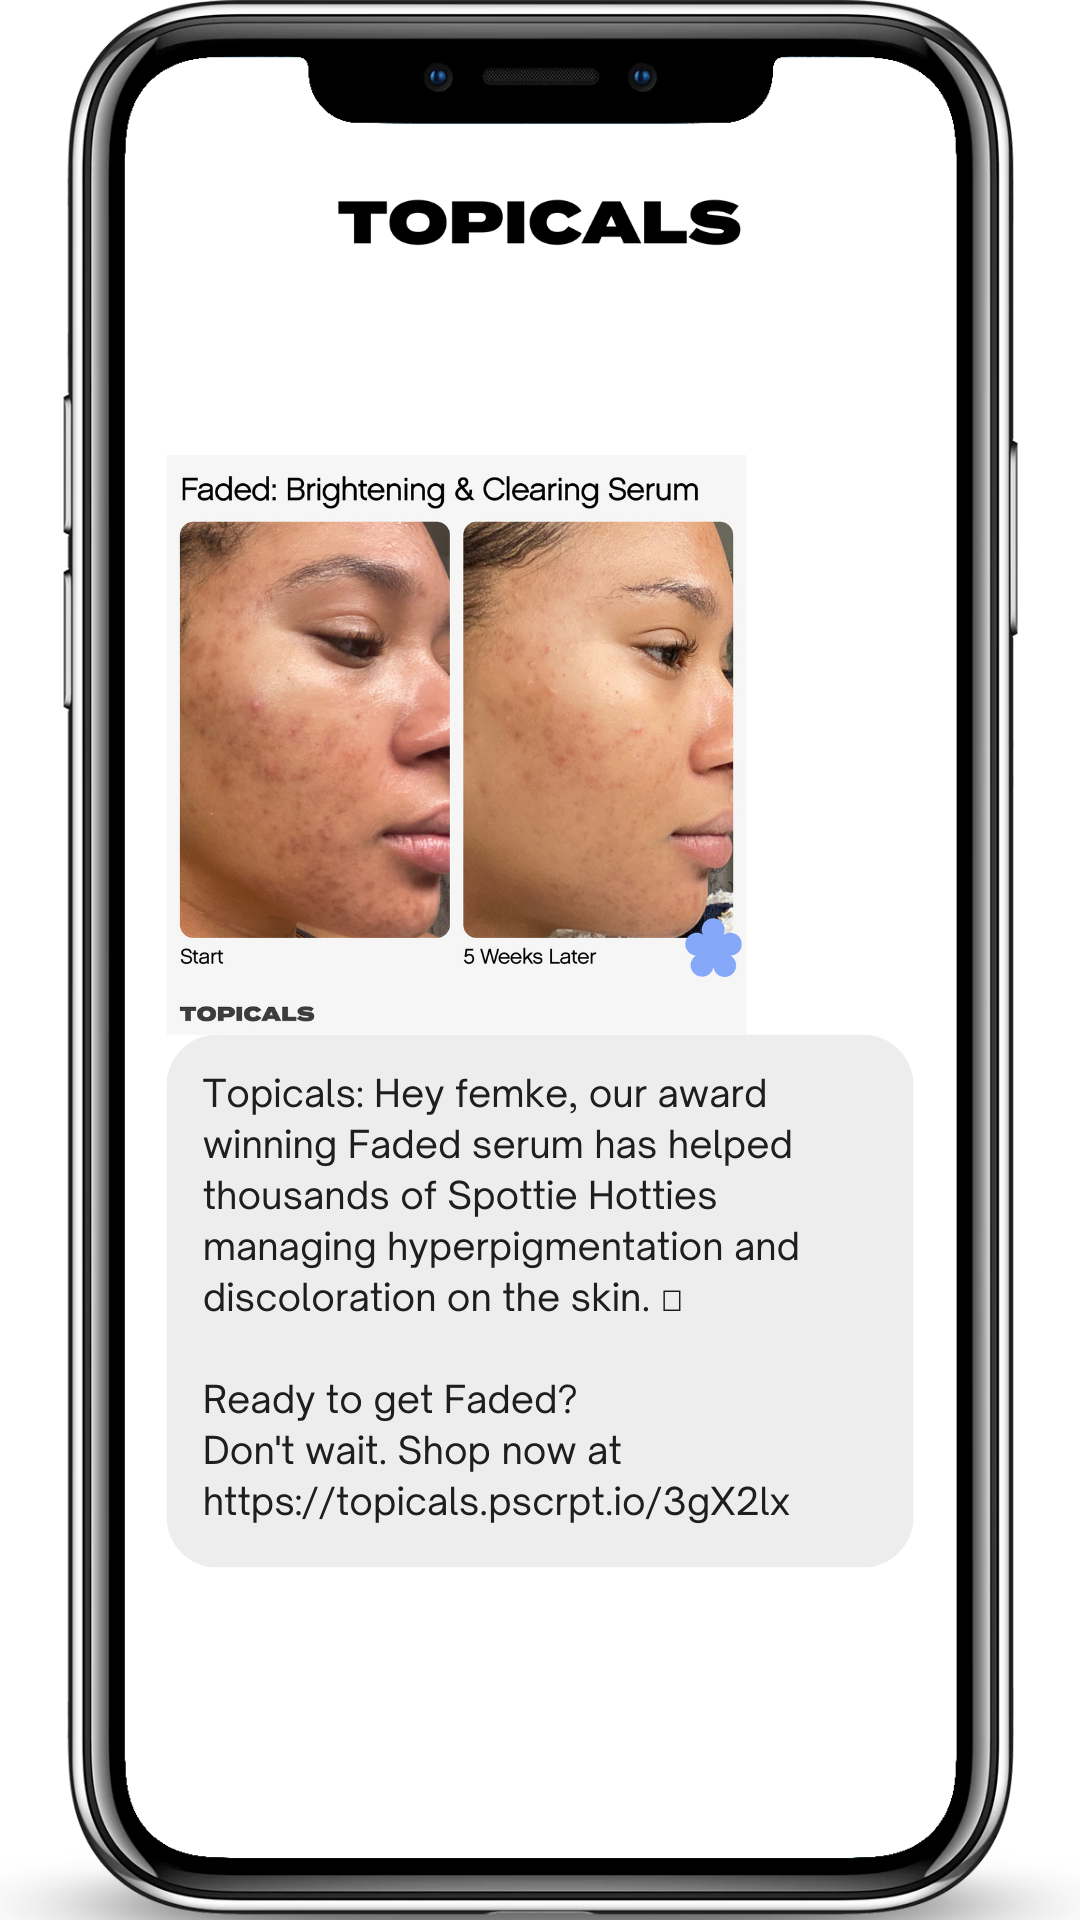 TOPICALS
Faded: Brightening & Clearing Serum
Start
5 Weeks Later
TOPICALS
Topicals: Hey femke, our award
winning Faded serum has helped
thousands of Spottie Hotties
managing hyperpigmentation and
discoloration on the skin. □
Ready to get Faded?
Don't wait. Shop now at
https://topicals.pscrpt.io/3gX2lx